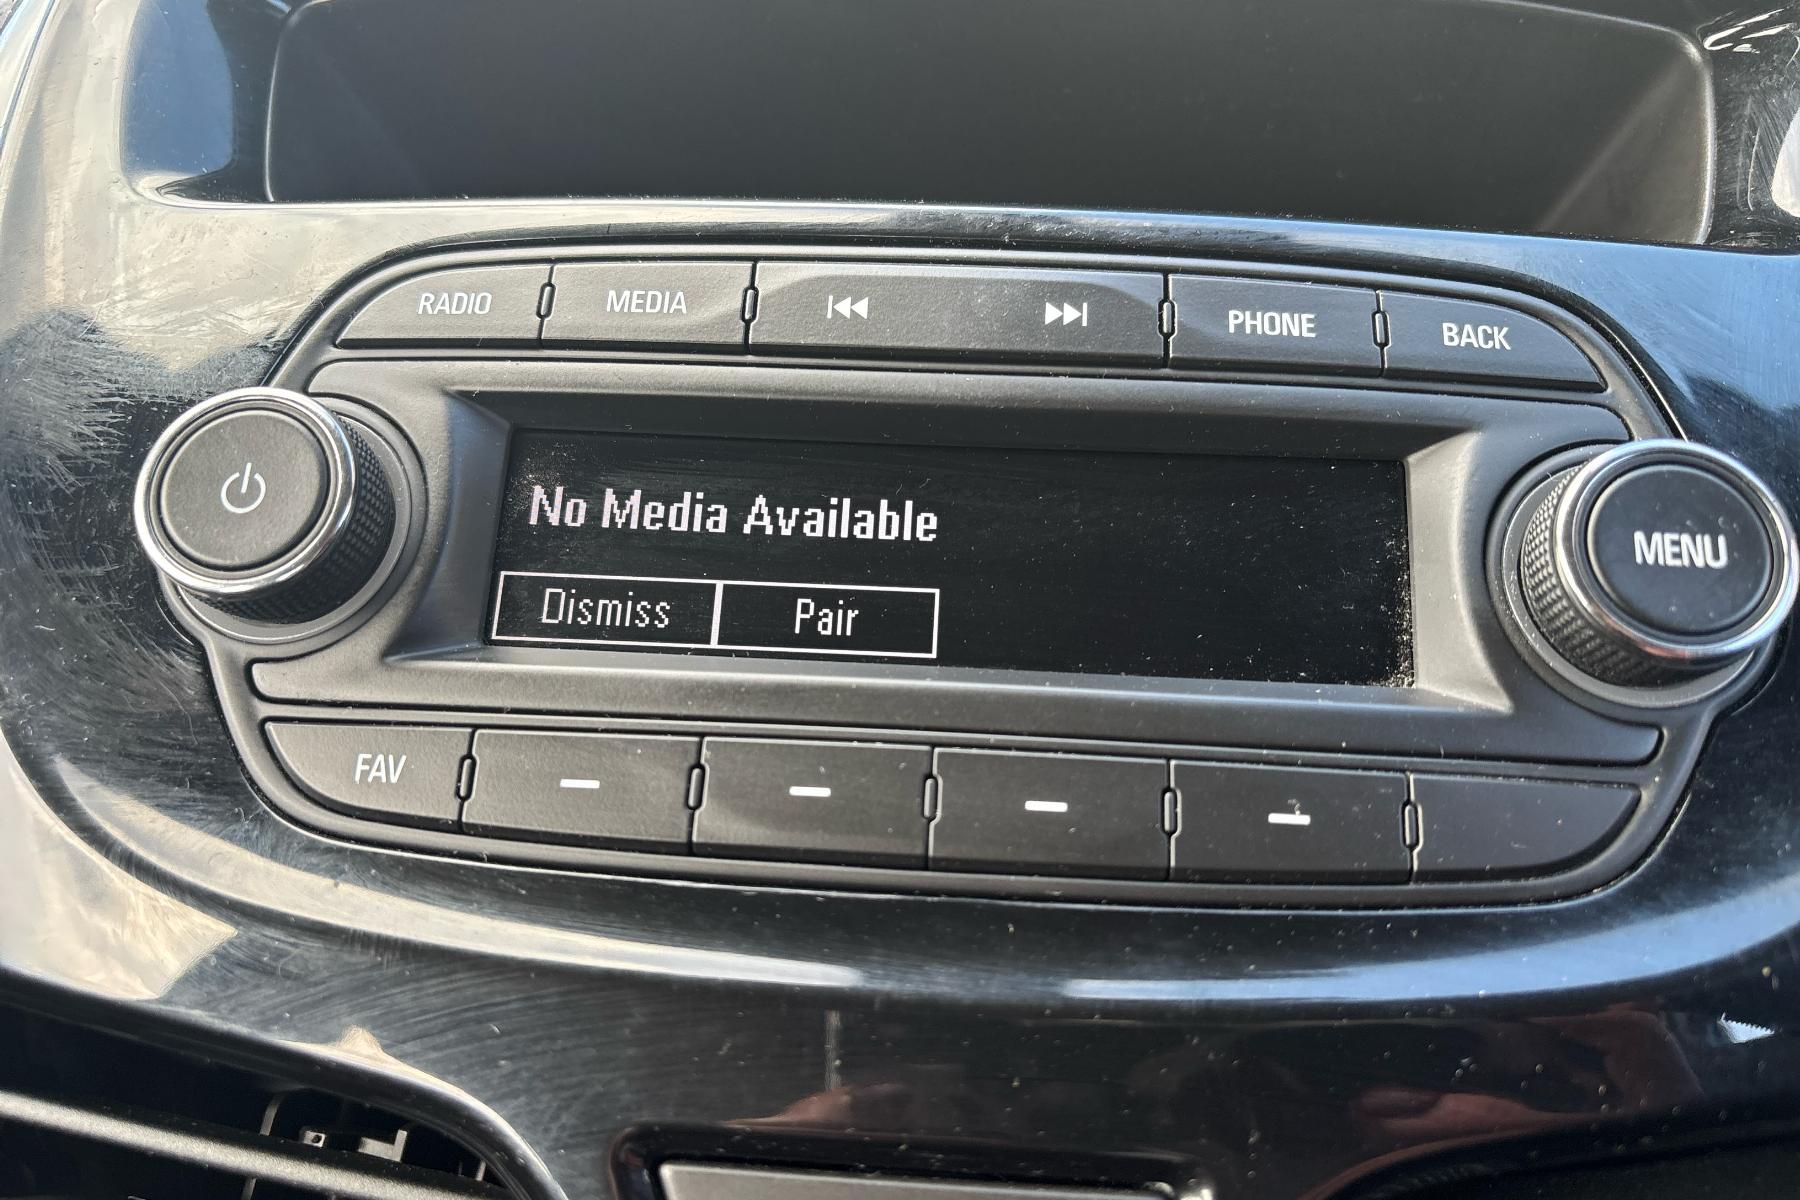 RADIO MEDIA PHONE BACK
No Media Available
MENU
Dismiss Pair
FAV